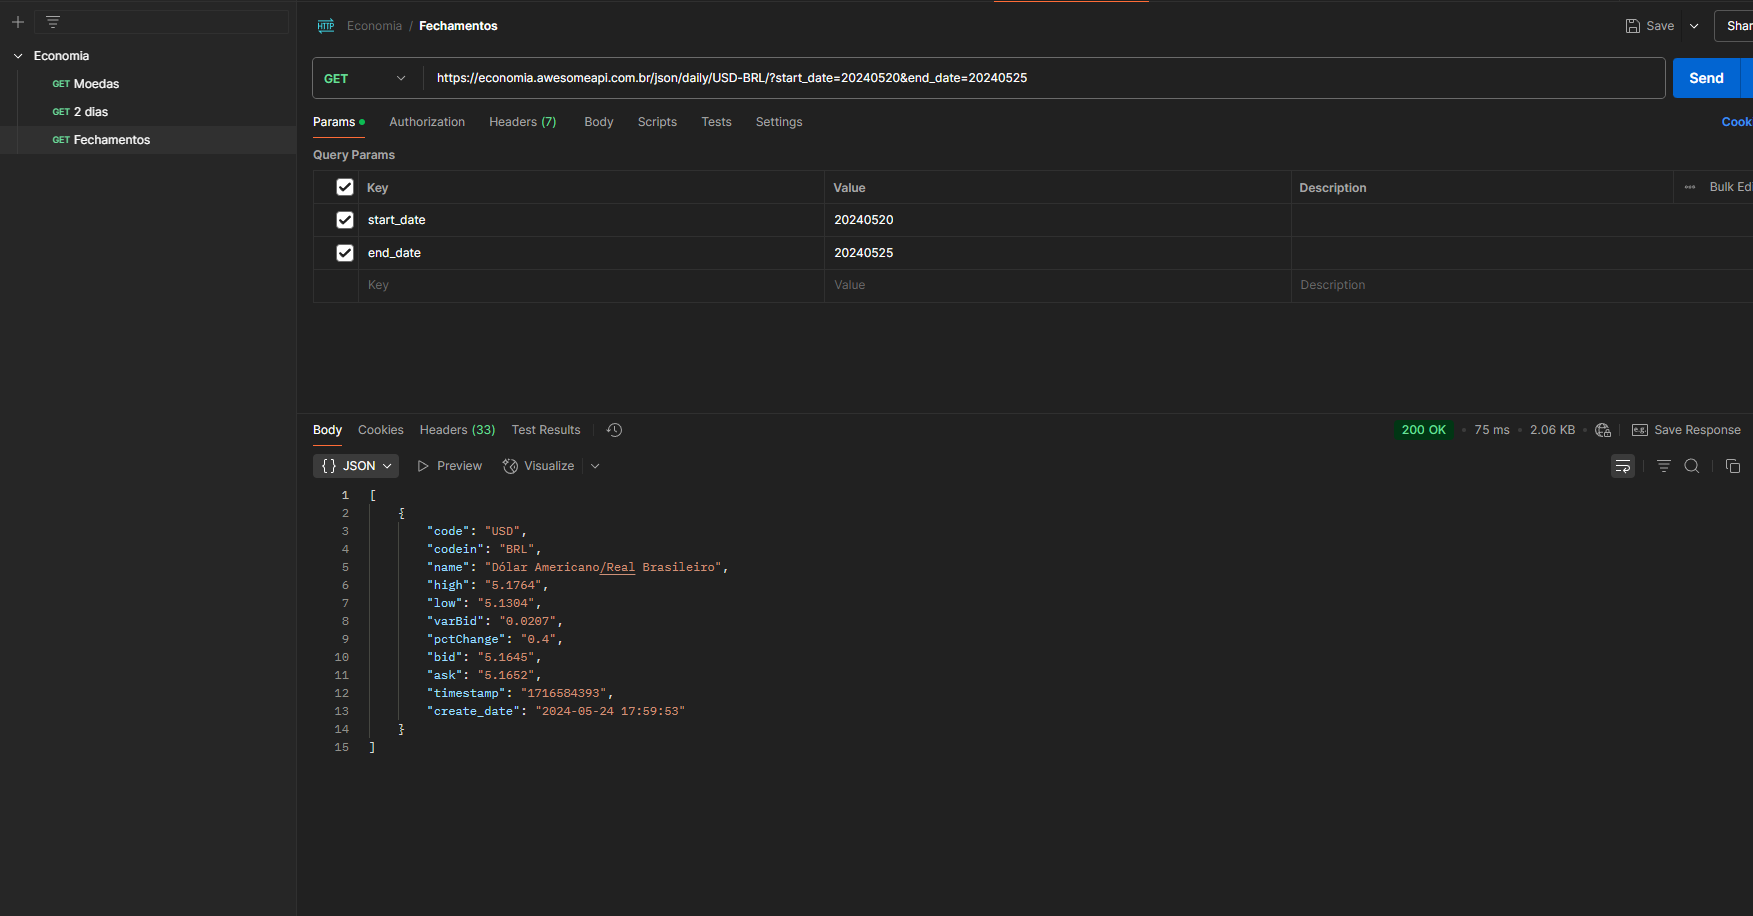 Economia
GET Moedas
GET 2 dias
GET Fechamentos
HTTP Economia / Fechamentos
Save
Shar
GET https://economia.awesomeapi.com.br/json/daily/USD-BRL/?start_date=20240520&end_date=20240525
Send
Params Authorization Headers (7) Body Scripts Tests Settings
Cook
Query Params
Key Value Description Bulk Ed
start_date 20240520
end_date 20240525
Key Value Description
Body Cookies Headers (33) Test Results
200 OK 75 ms 2.06 KB e.g. Save Response
{} JSON Preview Visualize
1 [
2 {
3 "code": "USD",
4 "codein": "BRL",
5 "name": "Dólar Americano/Real Brasileiro",
6 "high": "5.1764",
7 "low": "5.1304",
8 "varBid": "0.0207",
9 "pctChange": "0.4",
10 "bid": "5.1645",
11 "ask": "5.1652",
12 "timestamp": "1716584393",
13 "create_date": "2024-05-24 17:59:53"
14 }
15 ]